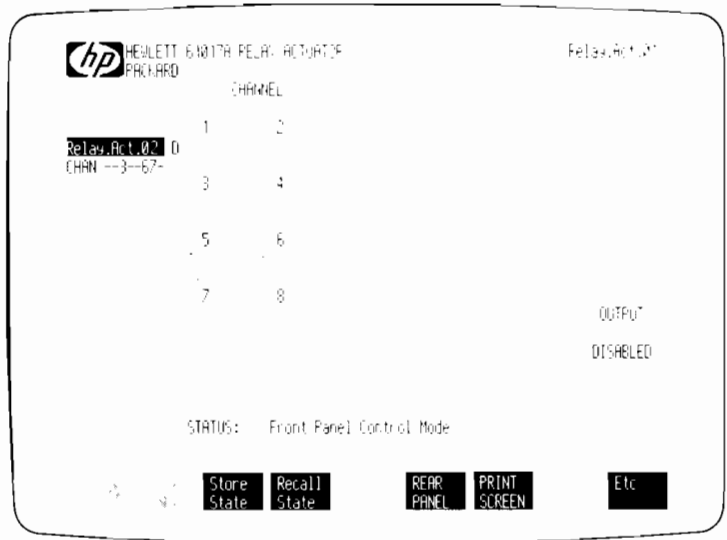 hp HEWLETT PACKARD
61017A RELAY ACTUATOR
Relay.Act.01
CHANNEL
1 2
Relay.Act.02 D
CHAN --3--67-
3 4
5 6
7 8
OUTPUT
DISABLED
STATUS: Front Panel Control Mode
Store State
Recall State
REAR PANEL
PRINT SCREEN
Etc